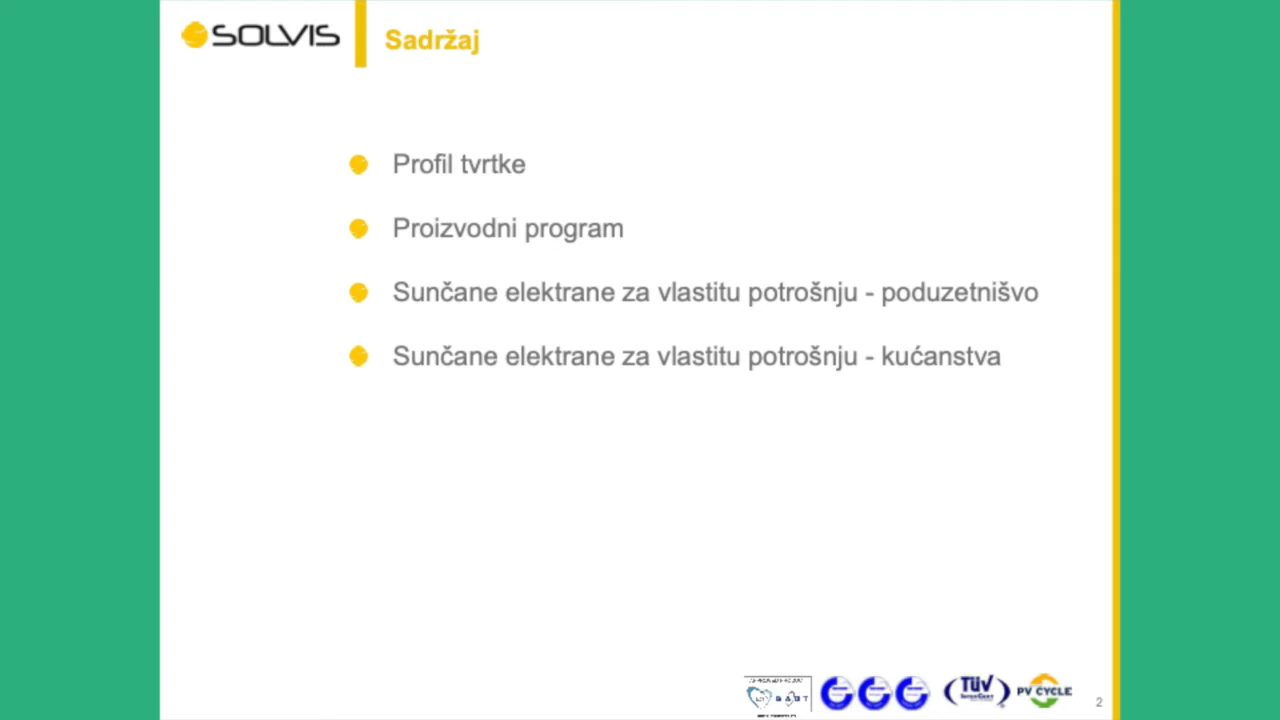 SOLVIS
Sadržaj
Profil tvrtke
Proizvodni program
Sunčane elektrane za vlastitu potrošnju - poduzetnišvo
Sunčane elektrane za vlastitu potrošnju - kućanstva
TÜV
PV CYCLE
2